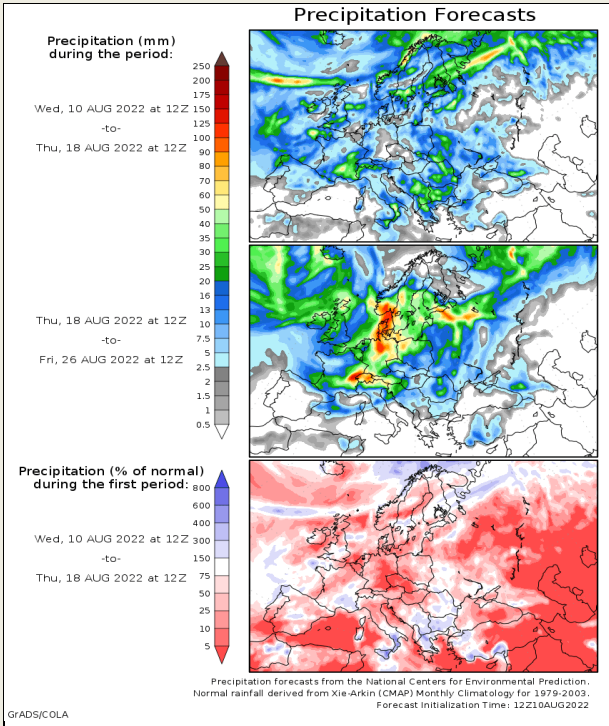 Precipitation Forecasts
Precipitation (mm)
during the period:
Wed, 10 AUG 2022 at 12Z
-to-
Thu, 18 AUG 2022 at 12Z
250
200
175
150
125
100
90
80
70
60
50
40
35
30
25
20
16
13
10
7.5
5
2.5
2
1.5
1
0.5
Thu, 18 AUG 2022 at 12Z
-to-
Fri, 26 AUG 2022 at 12Z
Precipitation (% of normal)
during the first period:
Wed, 10 AUG 2022 at 12Z
-to-
Thu, 18 AUG 2022 at 12Z
800
600
400
300
150
75
50
25
10
5
Precipitation forecasts from the National Centers for Environmental Prediction.
Normal rainfall derived from Xie-Arkin (CMAP) Monthly Climatology for 1979-2003.
Forecast Initialization Time: 12Z10AUG2022
GrADS/COLA